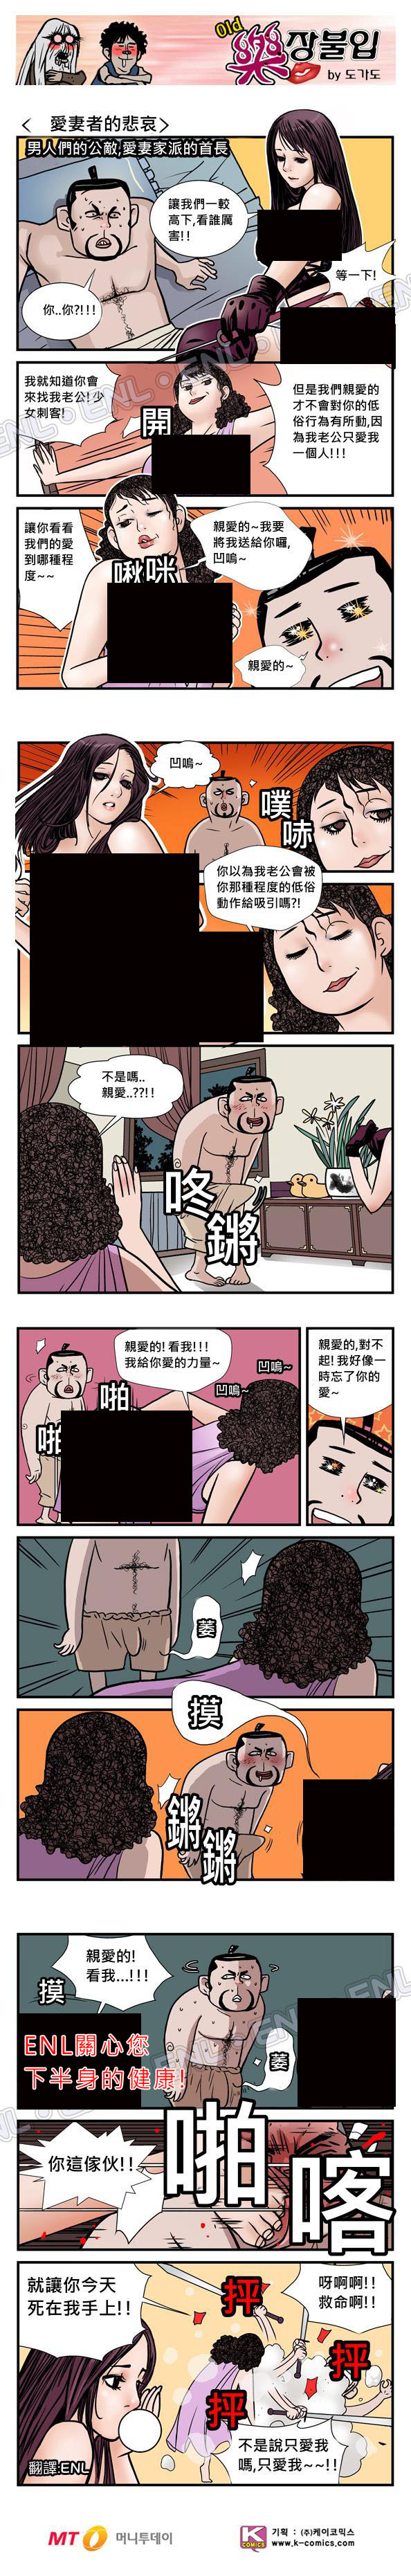 Old
樂
장불입
by 도가도
< 愛妻者的悲哀>
男人們的公敵,愛妻家派的首長
讓我們一較
高下,看誰厲
害!!
等一下!
你..你?!!!
我就知道你會
來找我老公!少
女刺客!
開
但是我們親愛的
才不會對你的低
俗行為有所動,因
為我老公只愛我
一個人!!!
讓你看看
我們的愛
到哪種程
度~~
啾咪
親愛的~我要
將我送給你囉,
凹嗚~
親愛的~
凹嗚~
噗
哧
你以為我老公會被
你那種程度的低俗
動作給吸引嗎?!
不是嗎..
親愛..??!!
咚
鏘
親愛的! 看我!!!
我給你愛的力量~
凹嗚~
凹嗚~
啪
啪
親愛的,對不
起! 我好像一
時忘了你的
愛~
萎
摸
鏘
鏘
親愛的!
看我...!!!
摸
ENL關心您
下半身的健康!
萎
你這傢伙!!
啪
喀
就讓你今天
死在我手上!!
呀啊啊!!
救命啊!!
抨
抨
抨
不是說只愛我
嗎,只愛我~~!!
翻譯:ENL
MT 머니투데이
K COMICS
기획 : (주)케이코믹스
www.k-comics.com